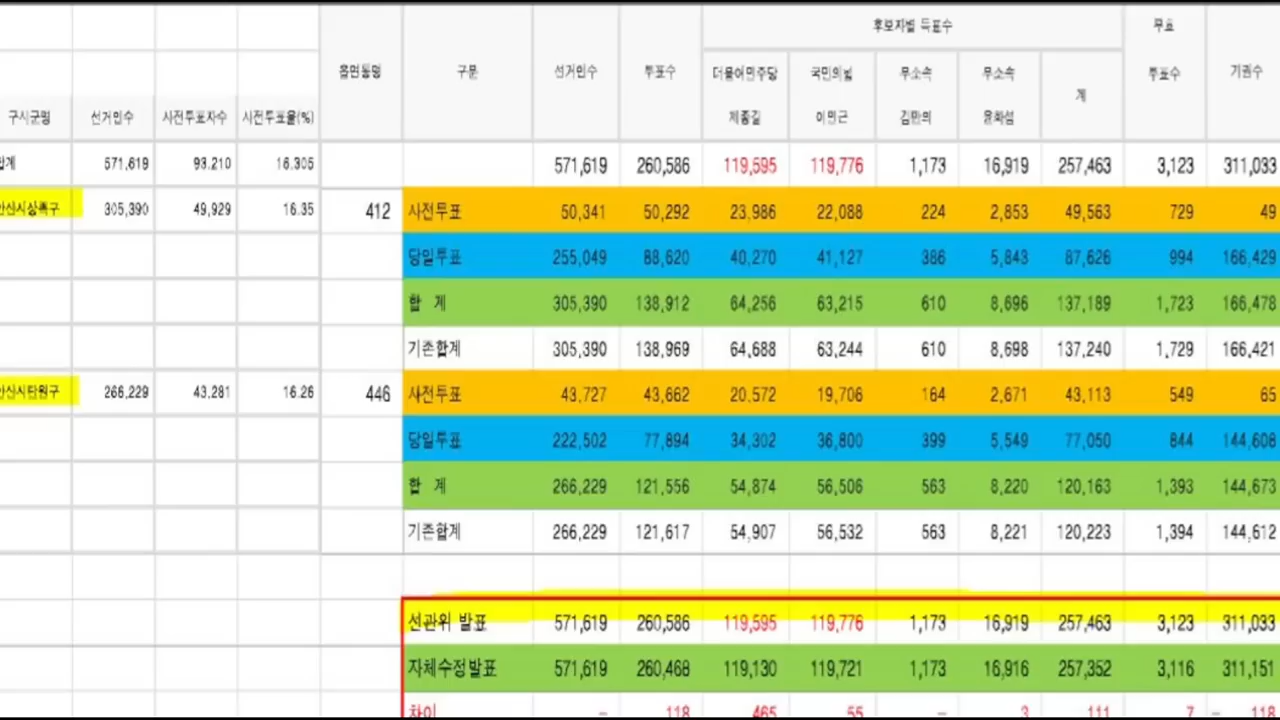 후보자별 득표수 무효
읍면동명 구분 선거인수 투표수 더불어민주당 국민의힘 무소속 무소속 계 투표수 기권수
구시군명 선거인수 사전투표자수 사전투표율(%) 제종길 이민근 김만의 윤화섭
합계 571,619 93,210 16.305 571,619 260,586 119,595 119,776 1,173 16,919 257,463 3,123 311,033
안산시상록구 305,390 49,929 16.35 412 사전투표 50,341 50,292 23,986 22,088 224 2,853 49,563 729 49
당일투표 255,049 88,620 40,270 41,127 386 5,843 87,626 994 166,429
합 계 305,390 138,912 64,256 63,215 610 8,696 137,189 1,723 166,478
기존합계 305,390 138,969 64,688 63,244 610 8,698 137,240 1,729 166,421
안산시단원구 266,229 43,281 16.26 446 사전투표 43,727 43,662 20,572 19,706 164 2,671 43,113 549 65
당일투표 222,502 77,894 34,302 36,800 399 5,549 77,050 844 144,608
합 계 266,229 121,556 54,874 56,506 563 8,220 120,163 1,393 144,673
기존합계 266,229 121,617 54,907 56,532 563 8,221 120,223 1,394 144,612
선관위 발표 571,619 260,586 119,595 119,776 1,173 16,919 257,463 3,123 311,033
자체수정발표 571,619 260,468 119,130 119,721 1,173 16,916 257,352 3,116 311,151
차이 – 118 465 55 – 3 111 7 – 118